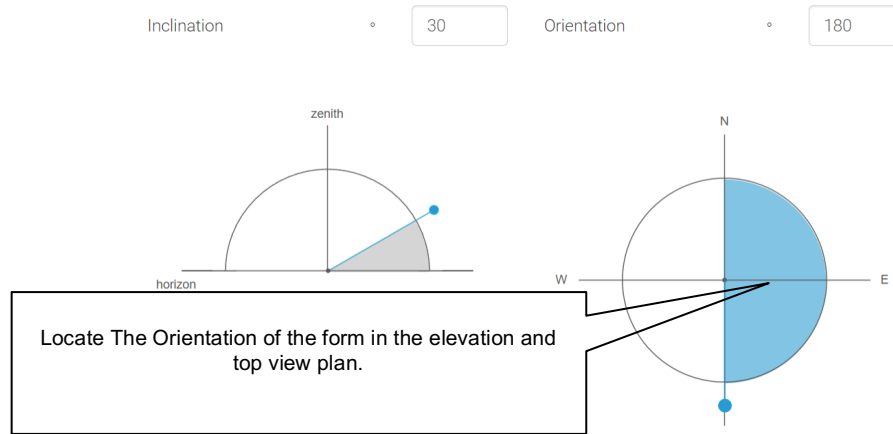 Inclination ° 30 Orientation ° 180
zenith
N
W
E
horizon
Locate The Orientation of the form in the elevation and
top view plan.